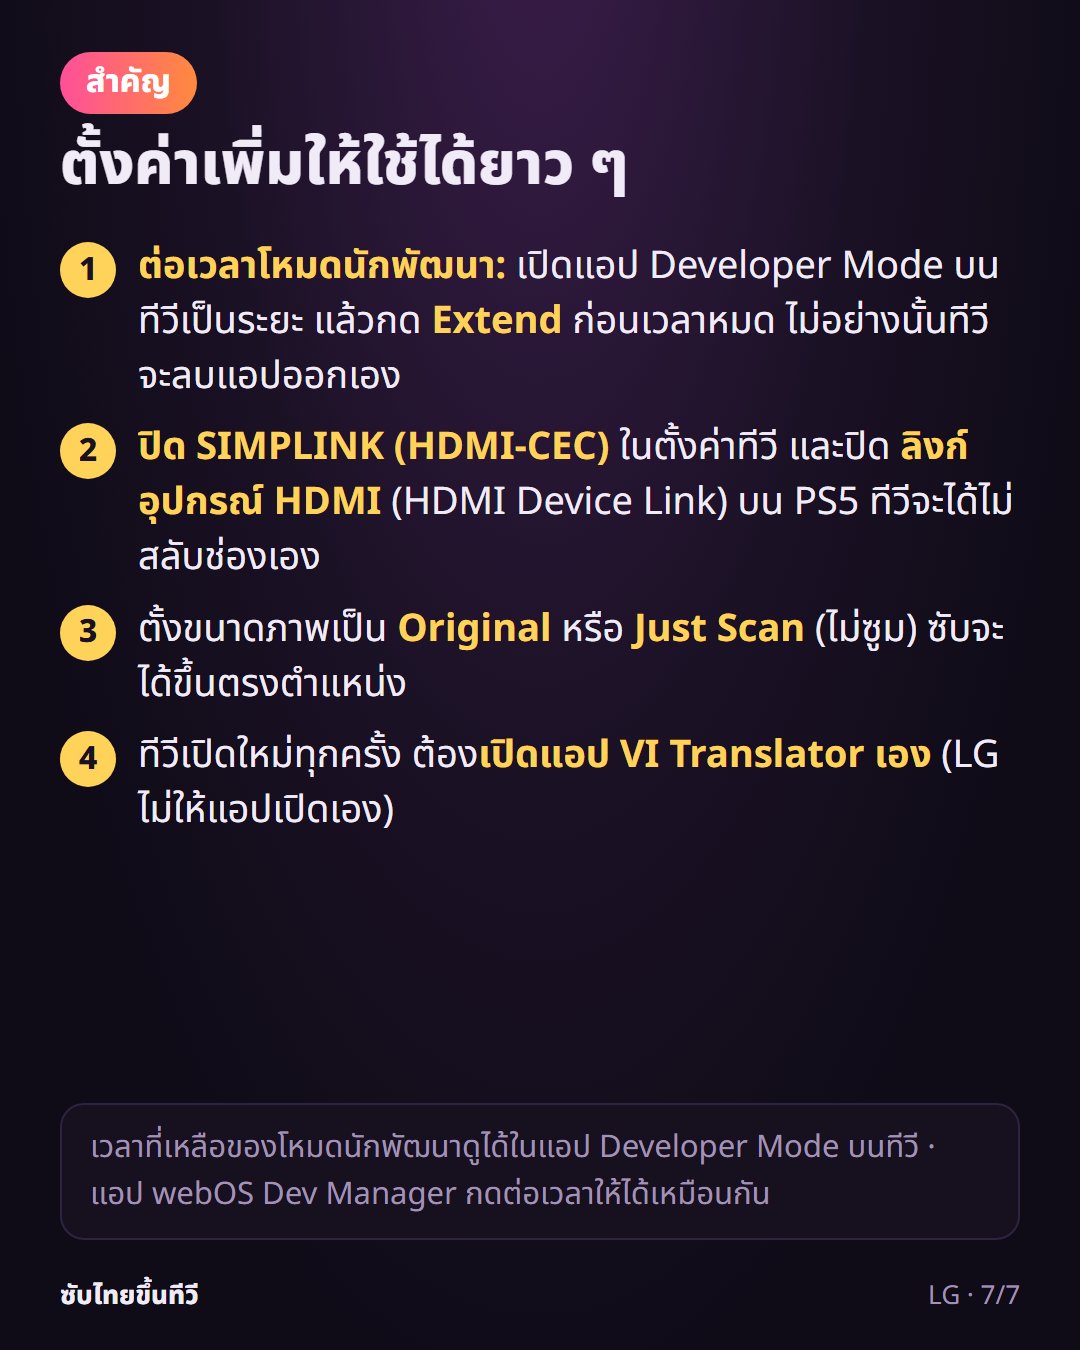 สำคัญ
ตั้งค่าเพิ่มให้ใช้ได้ยาว ๆ
1 ต่อเวลาโหมดนักพัฒนา: เปิดแอป Developer Mode บน
ทีวีเป็นระยะ แล้วกด Extend ก่อนเวลาหมด ไม่อย่างนั้นทีวี
จะลบแอปออกเอง
2 ปิด SIMPLINK (HDMI-CEC) ในตั้งค่าทีวี และปิด ลิงก์
อุปกรณ์ HDMI (HDMI Device Link) บน PS5 ทีวีจะได้ไม่
สลับช่องเอง
3 ตั้งขนาดภาพเป็น Original หรือ Just Scan (ไม่ซูม) ซับจะ
ได้ขึ้นตรงตำแหน่ง
4 ทีวีเปิดใหม่ทุกครั้ง ต้องเปิดแอป VI Translator เอง (LG
ไม่ให้แอปเปิดเอง)
เวลาที่เหลือของโหมดนักพัฒนาดูได้ในแอป Developer Mode บนทีวี ·
แอป webOS Dev Manager กดต่อเวลาให้ได้เหมือนกัน
ซับไทยขึ้นทีวี
LG · 7/7